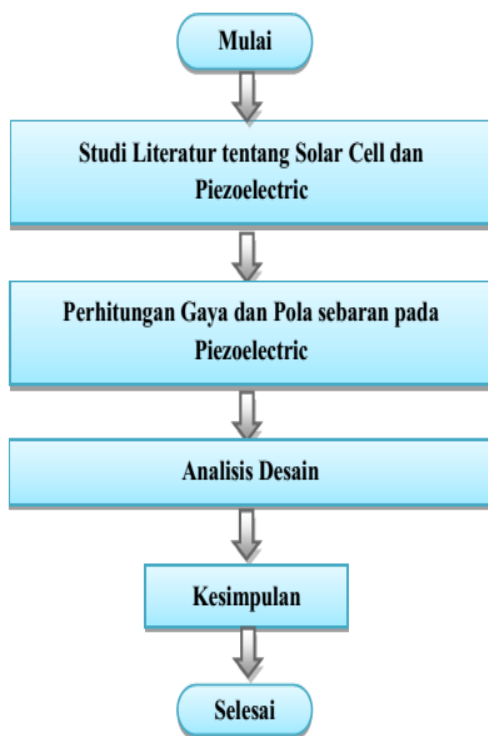 Mulai
Studi Literatur tentang Solar Cell dan
Piezoelectric
Perhitungan Gaya dan Pola sebaran pada
Piezoelectric
Analisis Desain
Kesimpulan
Selesai